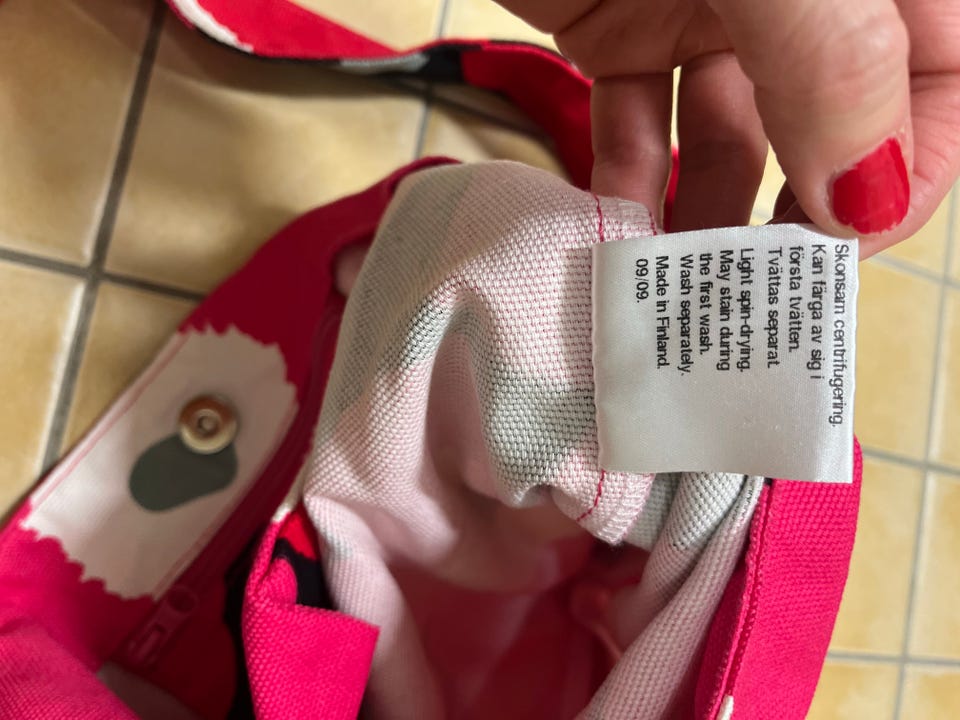 Skonsam centrifugering.
Kan färga av sig i
första tvätten.
Tvättas separat.
Light spin-drying.
May stain during
the first wash.
Wash separately.
Made in Finland.
09/09.